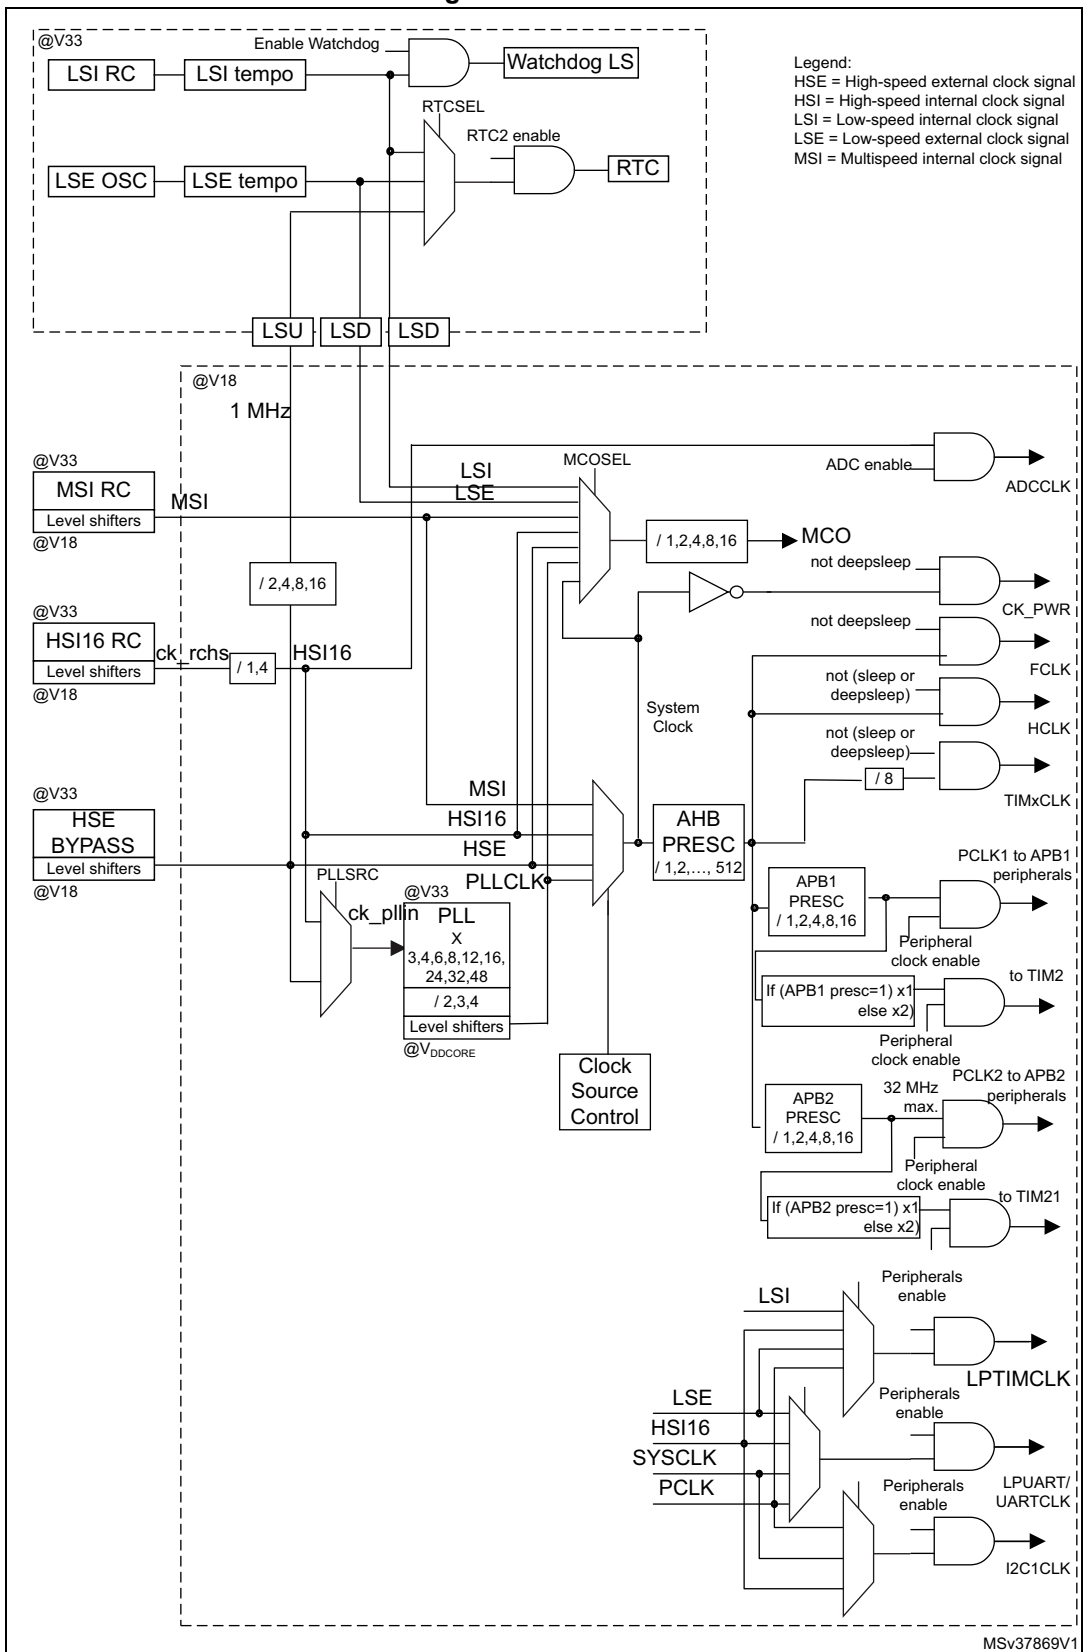 @V33
Enable Watchdog
LSI RC
LSI tempo
Watchdog LS
Legend:
HSE = High-speed external clock signal
HSI = High-speed internal clock signal
LSI = Low-speed internal clock signal
LSE = Low-speed external clock signal
MSI = Multispeed internal clock signal
RTCSEL
RTC2 enable
LSE OSC
LSE tempo
RTC
LSU
LSD
LSD
@V18
1 MHz
@V33
MSI RC
Level shifters
@V18
MSI
LSI
LSE
MCOSEL
ADC enable
ADCCLK
/ 1,2,4,8,16
MCO
/ 2,4,8,16
not deepsleep
CK_PWR
@V33
HSI16 RC
Level shifters
@V18
ck_rchs
/ 1,4
HSI16
not deepsleep
FCLK
not (sleep or
deepsleep)
HCLK
System
Clock
not (sleep or
deepsleep)
/ 8
TIMxCLK
@V33
HSE
BYPASS
Level shifters
@V18
MSI
HSI16
HSE
PLLCLK
AHB
PRESC
/ 1,2,..., 512
PLLSRC
ck_pllin
@V33
PLL
X
3,4,6,8,12,16,
24,32,48
/ 2,3,4
Level shifters
@VDDCORE
PCLK1 to APB1
peripherals
APB1
PRESC
/ 1,2,4,8,16
Peripheral
clock enable
to TIM2
If (APB1 presc=1) x1
else x2)
Peripheral
clock enable
Clock
Source
Control
PCLK2 to APB2
peripherals
32 MHz
max.
APB2
PRESC
/ 1,2,4,8,16
Peripheral
clock enable
to TIM21
If (APB2 presc=1) x1
else x2)
LSI
Peripherals
enable
LPTIMCLK
LSE
HSI16
SYSCLK
PCLK
Peripherals
enable
LPUART/
UARTCLK
Peripherals
enable
I2C1CLK
MSv37869V1